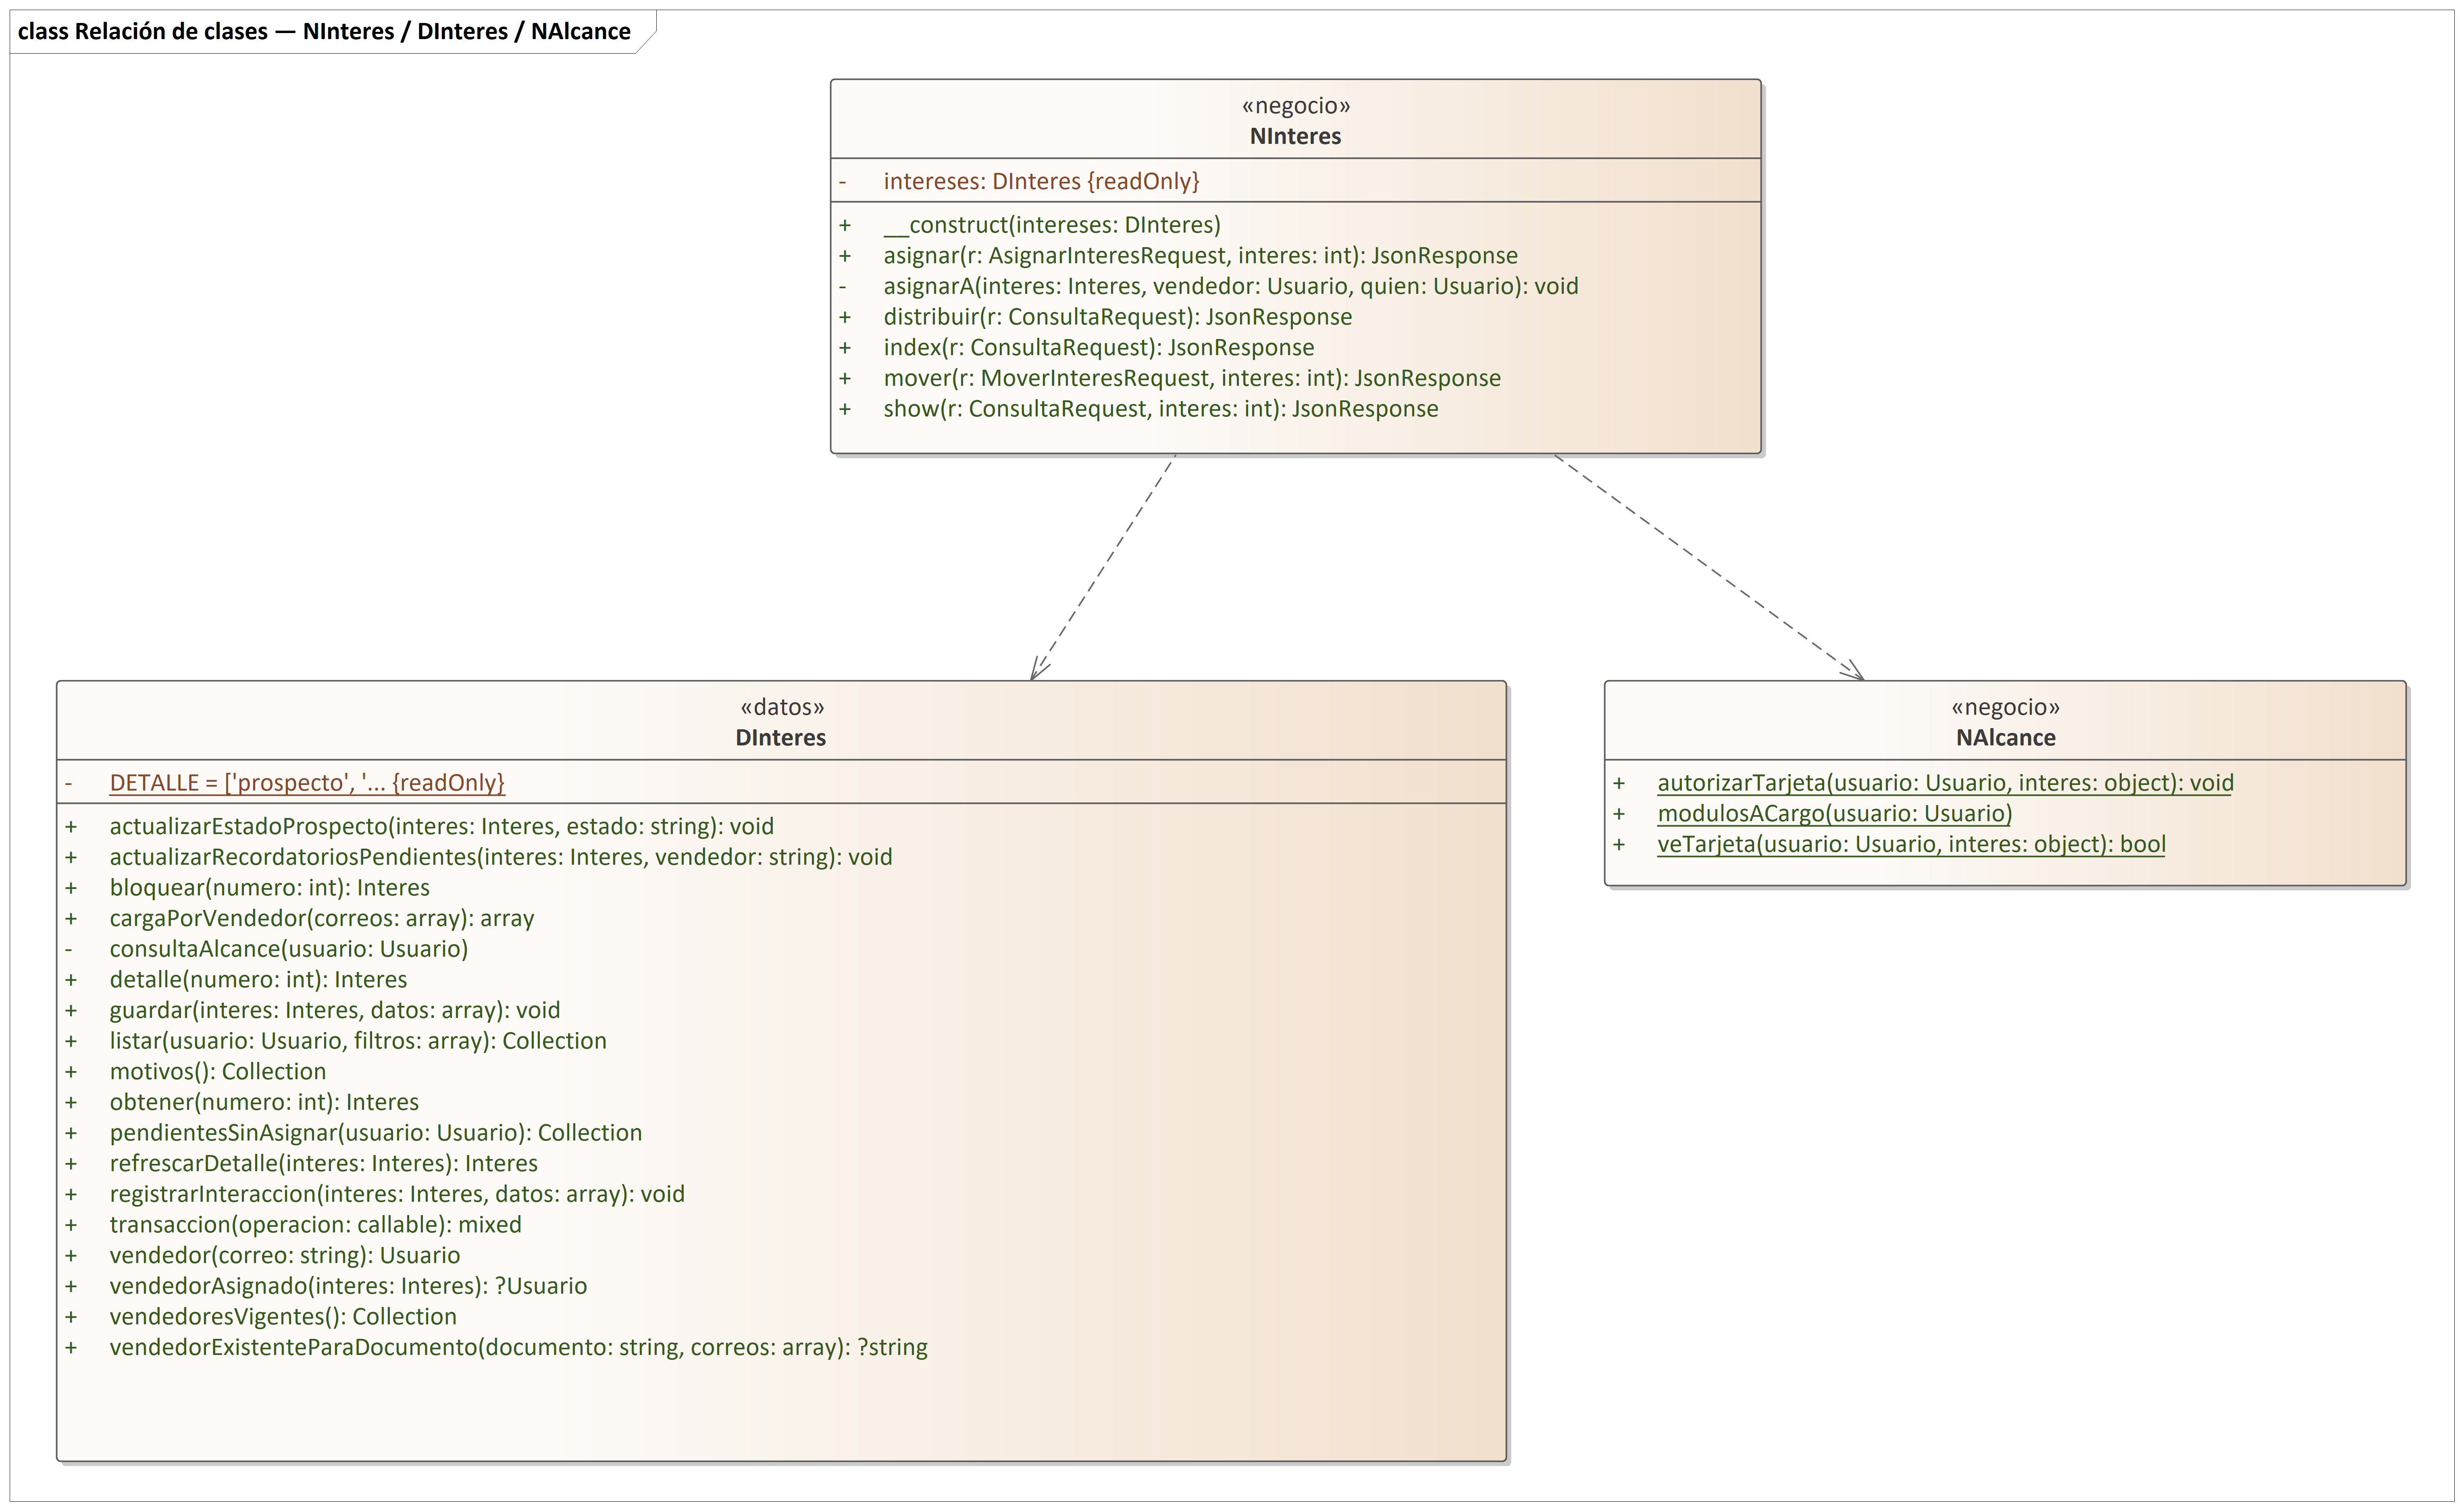 class Relación de clases — NInteres / DInteres / NAlcance
«negocio»
NInteres
- intereses: DInteres {readOnly}
+ __construct(intereses: DInteres)
+ asignar(r: AsignarInteresRequest, interes: int): JsonResponse
- asignarA(interes: Interes, vendedor: Usuario, quien: Usuario): void
+ distribuir(r: ConsultaRequest): JsonResponse
+ index(r: ConsultaRequest): JsonResponse
+ mover(r: MoverInteresRequest, interes: int): JsonResponse
+ show(r: ConsultaRequest, interes: int): JsonResponse
«datos»
DInteres
- DETALLE = ['prospecto', '... {readOnly}
+ actualizarEstadoProspecto(interes: Interes, estado: string): void
+ actualizarRecordatoriosPendientes(interes: Interes, vendedor: string): void
+ bloquear(numero: int): Interes
+ cargaPorVendedor(correos: array): array
- consultaAlcance(usuario: Usuario)
+ detalle(numero: int): Interes
+ guardar(interes: Interes, datos: array): void
+ listar(usuario: Usuario, filtros: array): Collection
+ motivos(): Collection
+ obtener(numero: int): Interes
+ pendientesSinAsignar(usuario: Usuario): Collection
+ refrescarDetalle(interes: Interes): Interes
+ registrarInteraccion(interes: Interes, datos: array): void
+ transaccion(operacion: callable): mixed
+ vendedor(correo: string): Usuario
+ vendedorAsignado(interes: Interes): ?Usuario
+ vendedoresVigentes(): Collection
+ vendedorExistenteParaDocumento(documento: string, correos: array): ?string
«negocio»
NAlcance
+ autorizarTarjeta(usuario: Usuario, interes: object): void
+ modulosACargo(usuario: Usuario)
+ veTarjeta(usuario: Usuario, interes: object): bool